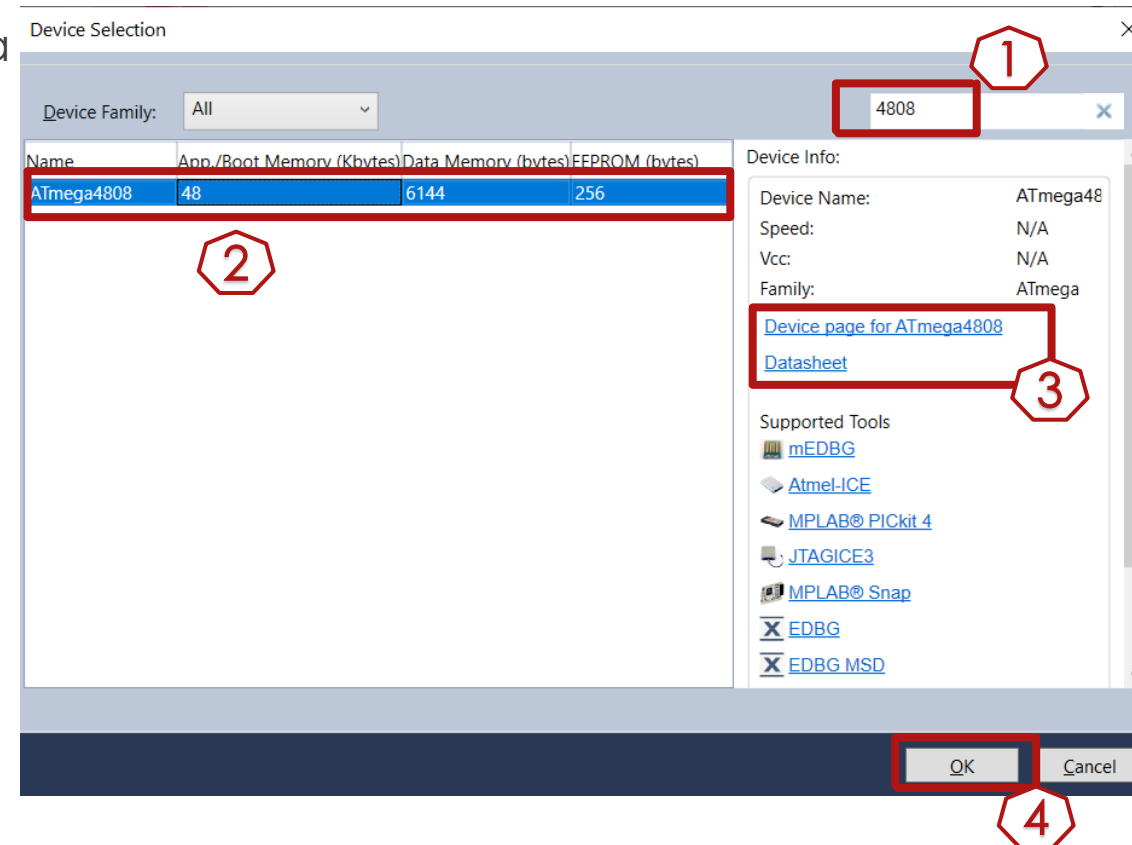 Device Selection
1
Device Family: All 4808
Name App./Boot Memory (Kbytes) Data Memory (bytes) EEPROM (bytes)
ATmega4808 48 6144 256
2
Device Info:
Device Name: ATmega48
Speed: N/A
Vcc: N/A
Family: ATmega
Device page for ATmega4808
Datasheet
3
Supported Tools
mEDBG
Atmel-ICE
MPLAB® PICkit 4
JTAGICE3
MPLAB® Snap
EDBG
EDBG MSD
OK Cancel
4